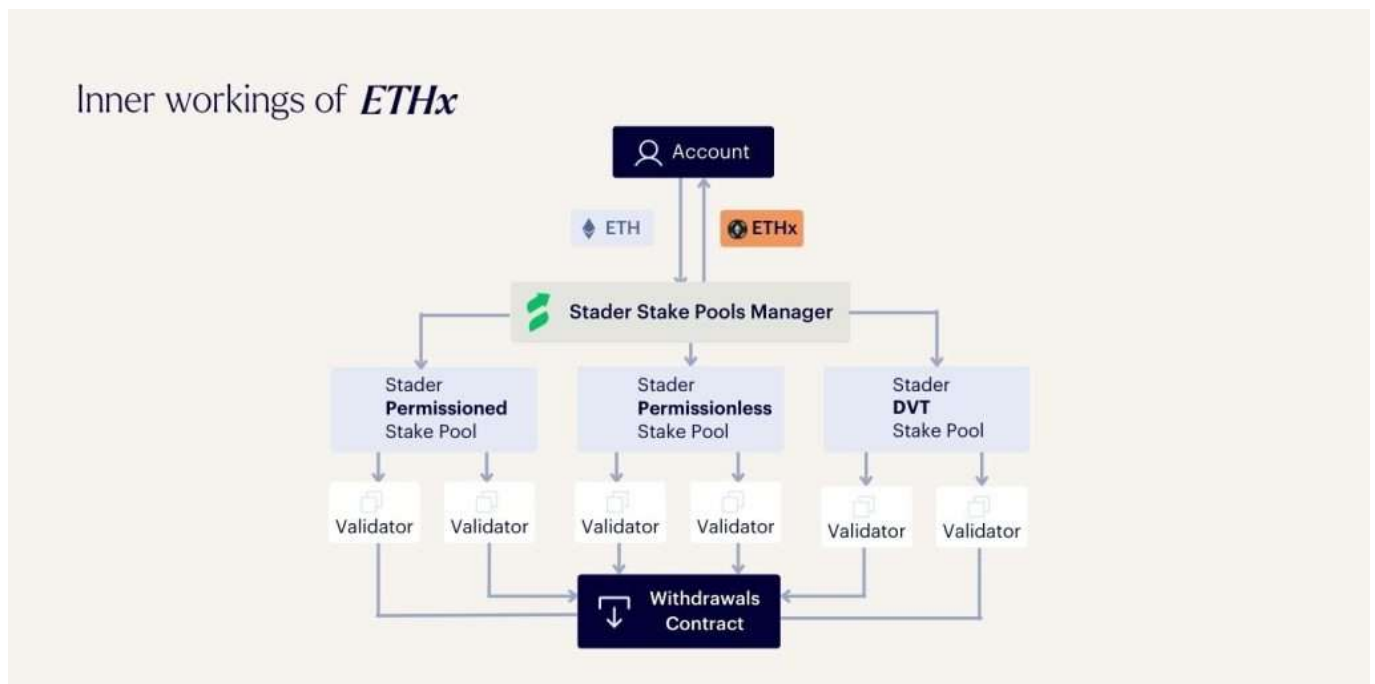 Inner workings of ETHx
Account
ETH
ETHx
Stader Stake Pools Manager
Stader
Permissioned
Stake Pool
Stader
Permissionless
Stake Pool
Stader
DVT
Stake Pool
Validator
Validator
Validator
Validator
Validator
Validator
Withdrawals
Contract